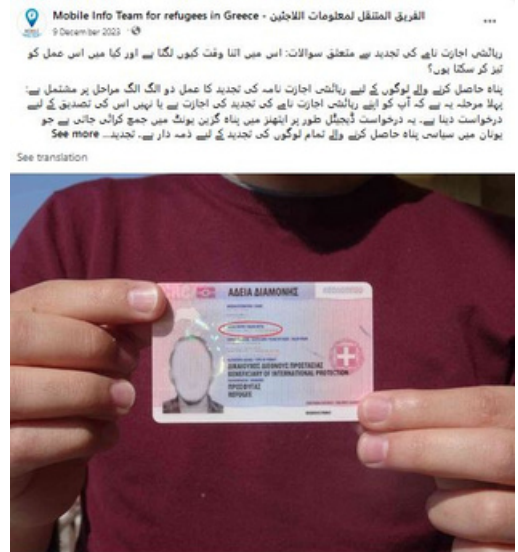 Mobile Info Team for refugees in Greece - الفريق المتنقل لمعلومات اللاجئين
9 December 2023
رہائشی اجازت نامے کی تجدید سے متعلق سوالات: اس میں اتنا وقت کیوں لگتا ہے اور کیا میں اس عمل کو
تیز کر سکتا ہوں؟
پناہ حاصل کرنے والے لوگوں کے لیے رہائشی اجازت نامہ کی تجدید کا عمل دو الگ الگ مراحل پر مشتمل ہے:
پہلا مرحلہ یہ ہے کہ آپ کو اپنے رہائشی اجازت نامے کی تجدید کی اجازت ہے یا نہیں اس کی تصدیق کے لیے
درخواست دینا ہے۔ یہ درخواست ڈیجیٹل طور پر ایتھنز میں پناہ گزین یونٹ میں جمع کرائی جاتی ہے جو
یونان میں سیاسی پناہ حاصل کرنے والے تمام لوگوں کی تجدید کے لیے ذمہ دار ہے۔ تجدید... See more
See translation
ΑΔΕΙΑ ΔΙΑΜΟΝΗΣ
ΔΙΚΑΙΟΥΧΟΣ ΔΙΕΘΝΟΥΣ ΠΡΟΣΤΑΣΙΑΣ
BENEFICIARY OF INTERNATIONAL PROTECTION
ΠΡΟΣΦΥΓΑΣ
REFUGEE